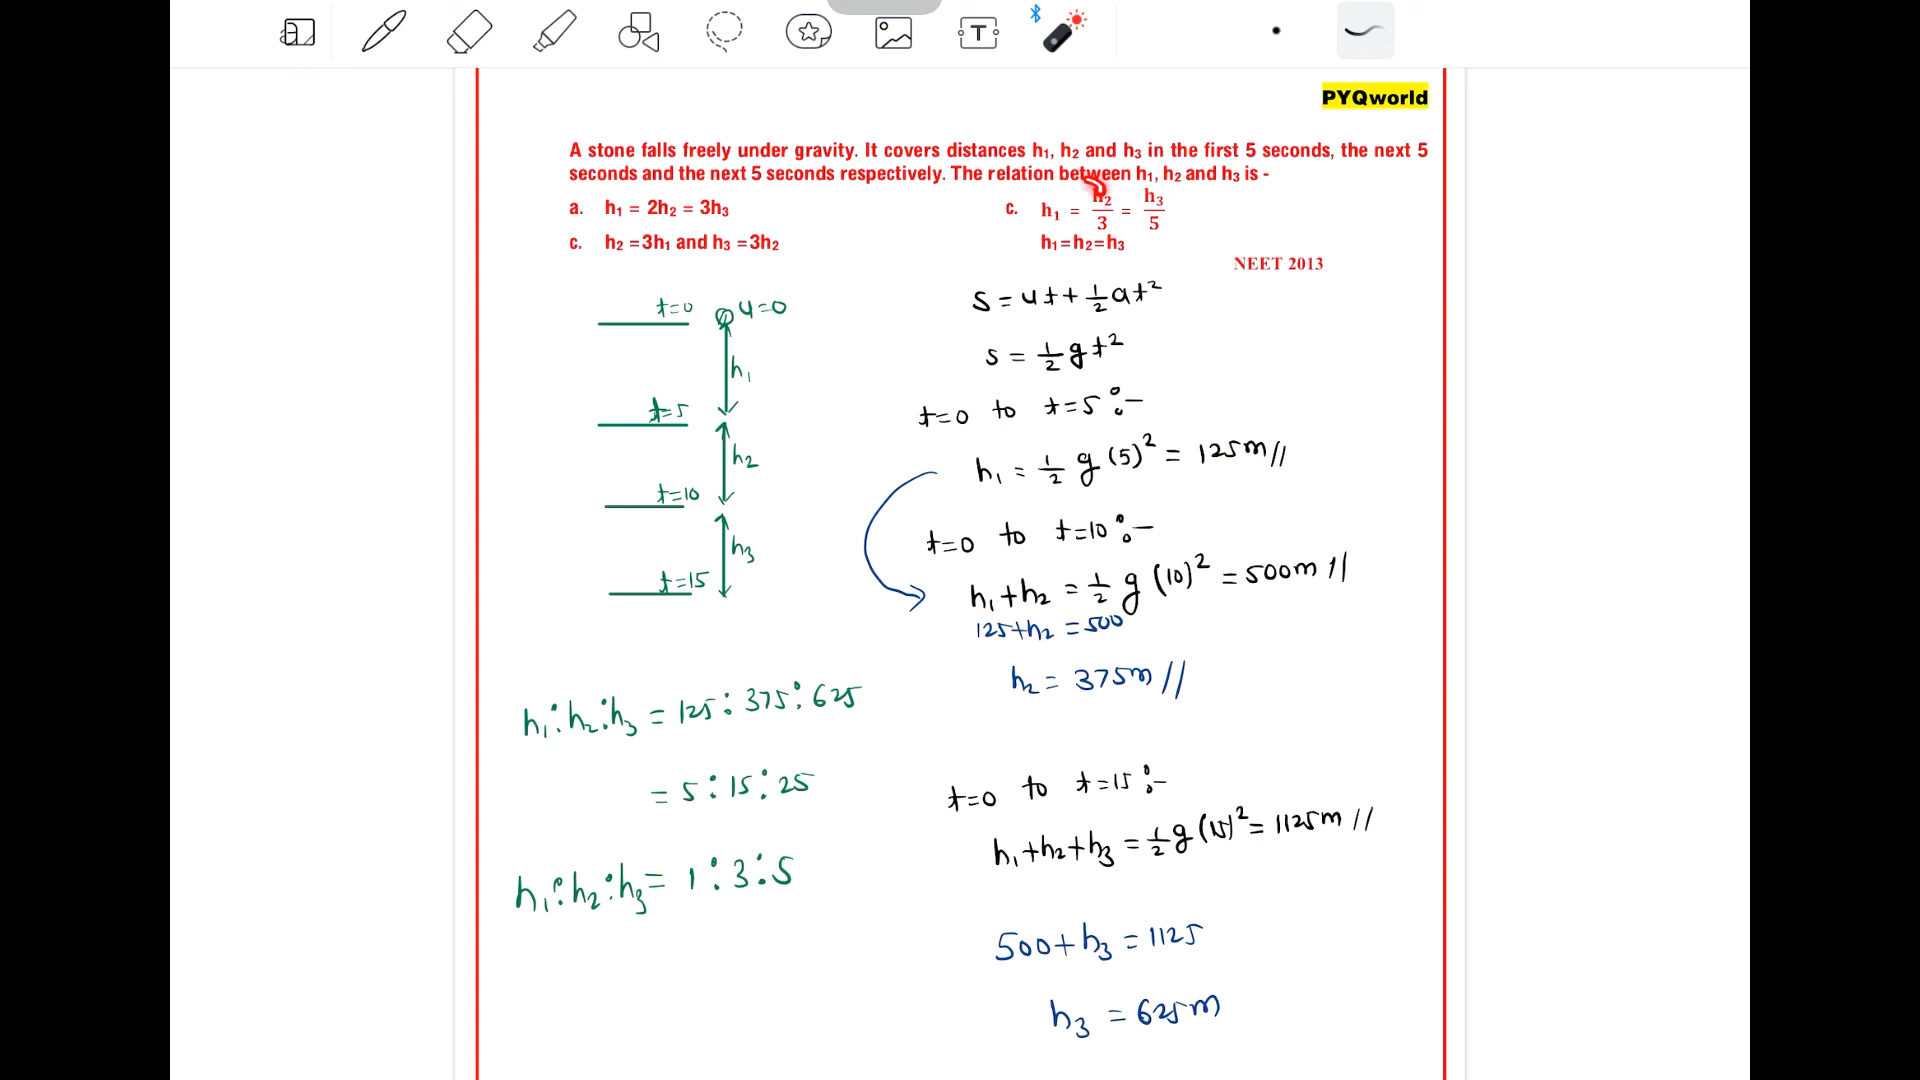 PYQworld
A stone falls freely under gravity. It covers distances h₁, h₂ and h₃ in the first 5 seconds, the next 5
seconds and the next 5 seconds respectively. The relation between h₁, h₂ and h₃ is -
a. h₁ = 2h₂ = 3h₃
c. h₁ = h₂/3 = h₃/5
c. h₂ =3h₁ and h₃ =3h₂
h₁=h₂=h₃
NEET 2013
t=0 u=0
h₁
t=5
h₂
t=10
h₃
t=15
h₁:h₂:h₃ = 125:375:625
= 5:15:25
h₁:h₂:h₃= 1:3:5
S = ut+½at²
s = ½gt²
t=0 to t=5 :-
h₁ = ½ g (5)² = 125m //
t=0 to t=10 :-
h₁+h₂ = ½ g (10)² = 500m //
125+h₂ = 500
h₂ = 375m //
t=0 to t=15 :-
h₁+h₂+h₃ = ½g(15)² = 1125m //
500+h₃ = 1125
h₃ = 625m